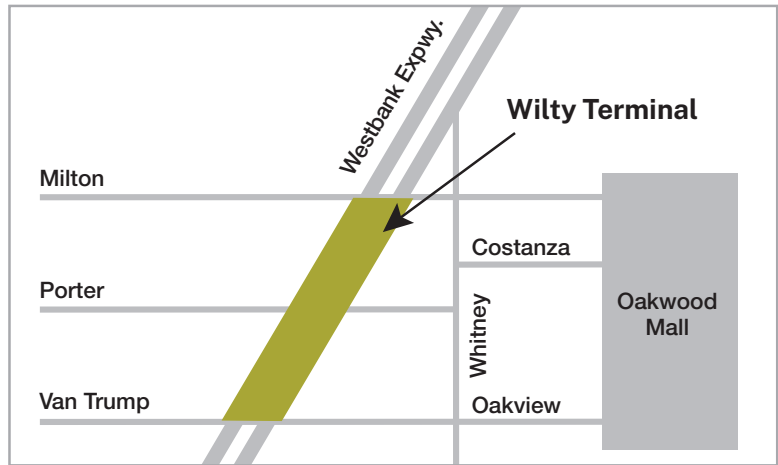 Westbank Expwy.
Wilty Terminal
Milton
Costanza
Porter
Oakwood
Mall
Whitney
Van Trump
Oakview